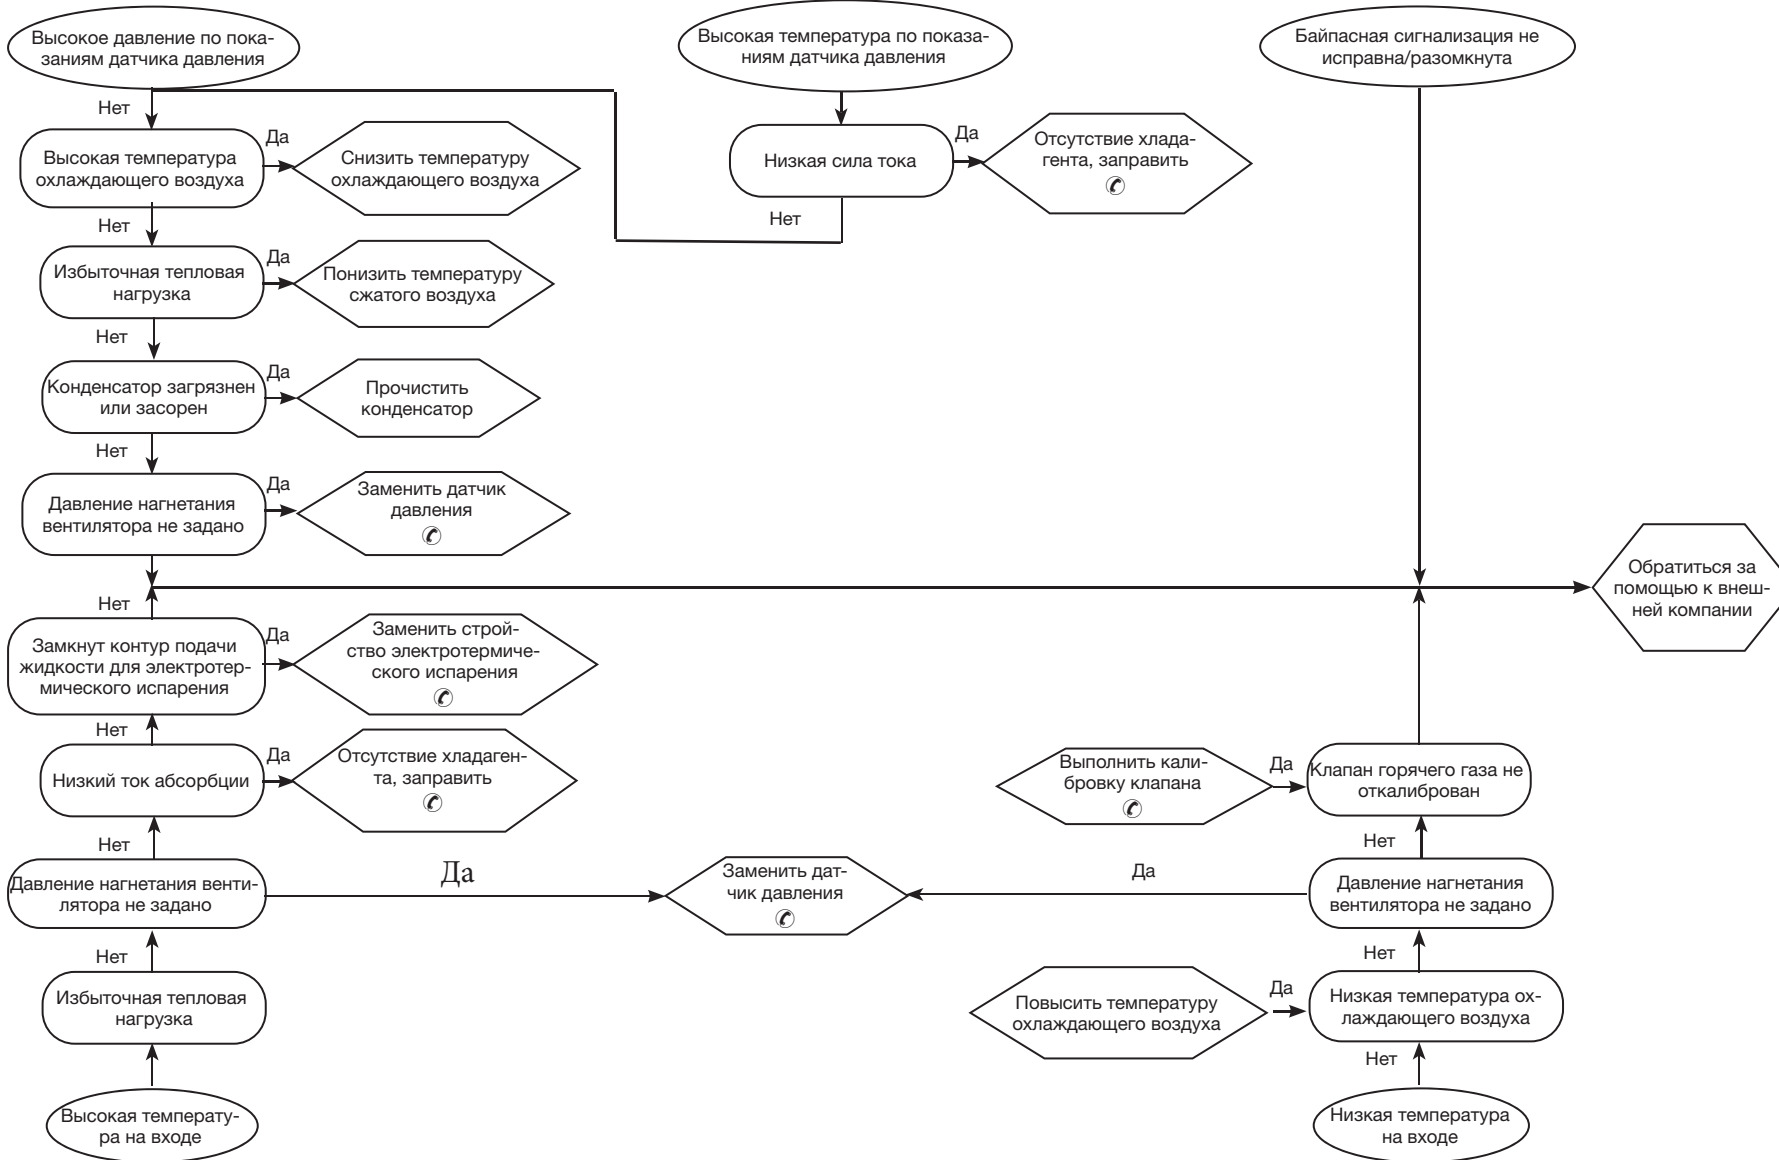 Высокое давление по пока-
заниям датчика давления
Высокая температура по показа-
ниям датчика давления
Байпасная сигнализация не
исправна/разомкнута
Нет
Высокая температура
охлаждающего воздуха
Да
Снизить температуру
охлаждающего воздуха
Низкая сила тока
Да
Отсутствие хлада-
гента, заправить
Нет
Нет
Избыточная тепловая
нагрузка
Да
Понизить температуру
сжатого воздуха
Нет
Конденсатор загрязнен
или засорен
Да
Прочистить
конденсатор
Нет
Давление нагнетания
вентилятора не задано
Да
Заменить датчик
давления
Обратиться за
помощью к внеш-
ней компании
Нет
Замкнут контур подачи
жидкости для электротер-
мического испарения
Да
Заменить строй-
ство электротермиче-
ского испарения
Нет
Низкий ток абсорбции
Да
Отсутствие хладаген-
та, заправить
Выполнить кали-
бровку клапана
Да
Клапан горячего газа не
откалиброван
Нет
Нет
Давление нагнетания венти-
лятора не задано
Да
Заменить дат-
чик давления
Да
Давление нагнетания
вентилятора не задано
Нет
Нет
Избыточная тепловая
нагрузка
Повысить температуру
охлаждающего воздуха
Да
Низкая температура ох-
лаждающего воздуха
Нет
Высокая температу-
ра на входе
Низкая температура
на входе